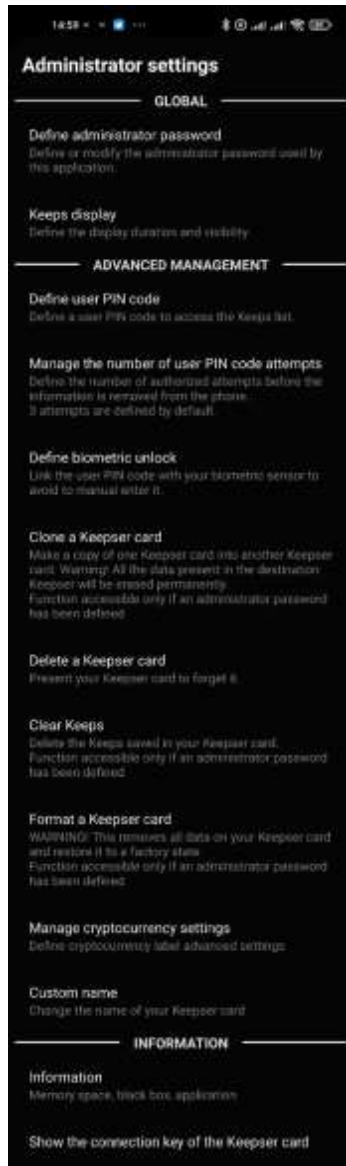 14:58
Administrator settings
GLOBAL
Define administrator password
Define or modify the administrator password used by
this application.
Keeps display
Define the display duration and visibility
ADVANCED MANAGEMENT
Define user PIN code
Define a user PIN code to access the Keeps list.
Manage the number of user PIN code attempts
Define the number of authorized attempts before the
information is removed from the phone.
3 attempts are defined by default.
Define biometric unlock
Link the user PIN code with your biometric sensor to
avoid to manual enter it.
Clone a Keepser card
Make a copy of one Keepser card into another Keepser
card. Warning! All the data present in the destination
Keepser will be erased permanently.
Function accessible only if an administrator password
has been defined
Delete a Keepser card
Present your Keepser card to forget it.
Clear Keeps
Delete the Keeps saved in your Keepser card.
Function accessible only if an administrator password
has been defined
Format a Keepser card
WARNING! This removes all data on your Keepser card
and restore it to a factory state
Function accessible only if an administrator password
has been defined
Manage cryptocurrency settings
Define cryptocurrency label advanced settings
Custom name
Change the name of your Keepser card
INFORMATION
Information
Memory space, black box, application
Show the connection key of the Keepser card